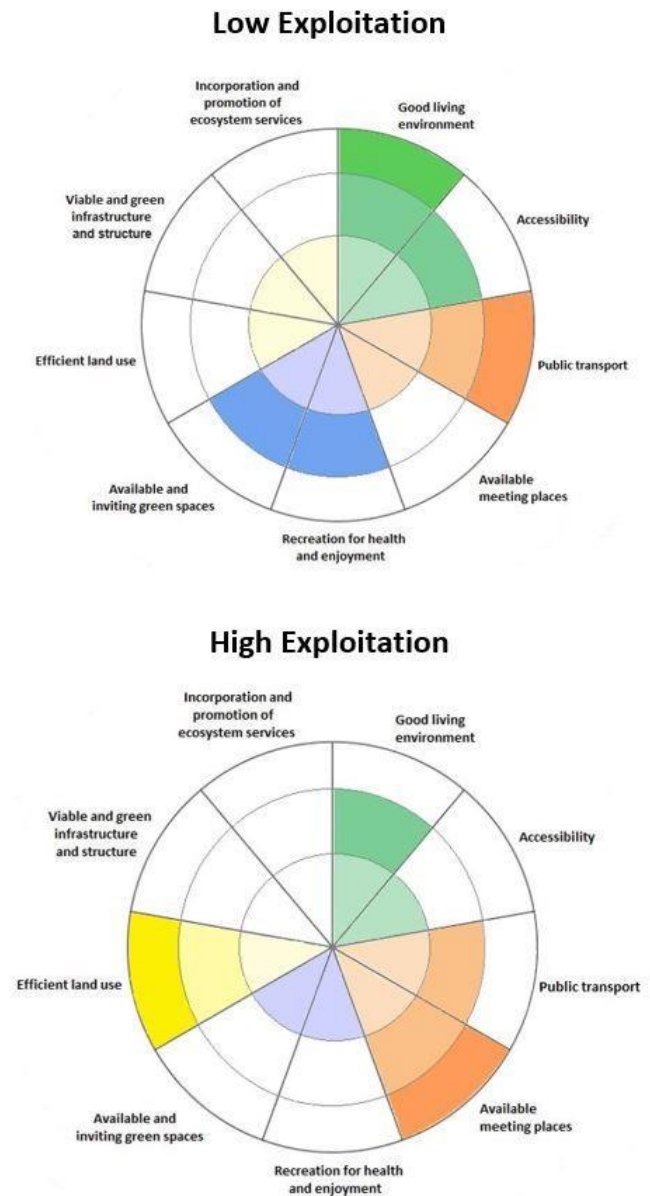 Low Exploitation
Incorporation and
promotion of
ecosystem services
Good living
environment
Viable and green
infrastructure
and structure
Accessibility
Efficient land use
Public transport
Available and
inviting green spaces
Available
meeting places
Recreation for health
and enjoyment
High Exploitation
Incorporation and
promotion of
ecosystem services
Good living
environment
Viable and green
infrastructure
and structure
Accessibility
Efficient land use
Public transport
Available and
inviting green spaces
Available
meeting places
Recreation for health
and enjoyment